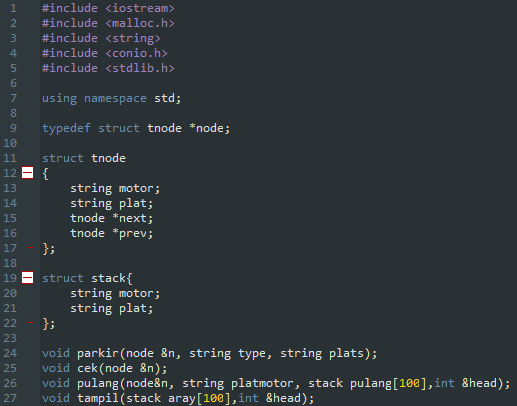 1 #include <iostream>
2 #include <malloc.h>
3 #include <string>
4 #include <conio.h>
5 #include <stdlib.h>
6
7 using namespace std;
8
9 typedef struct tnode *node;
10
11 struct tnode
12 {
13 string motor;
14 string plat;
15 tnode *next;
16 tnode *prev;
17 };
18
19 struct stack{
20 string motor;
21 string plat;
22 };
23
24 void parkir(node &n, string type, string plats);
25 void cek(node &n);
26 void pulang(node&n, string platmotor, stack pulang[100],int &head);
27 void tampil(stack aray[100],int &head);